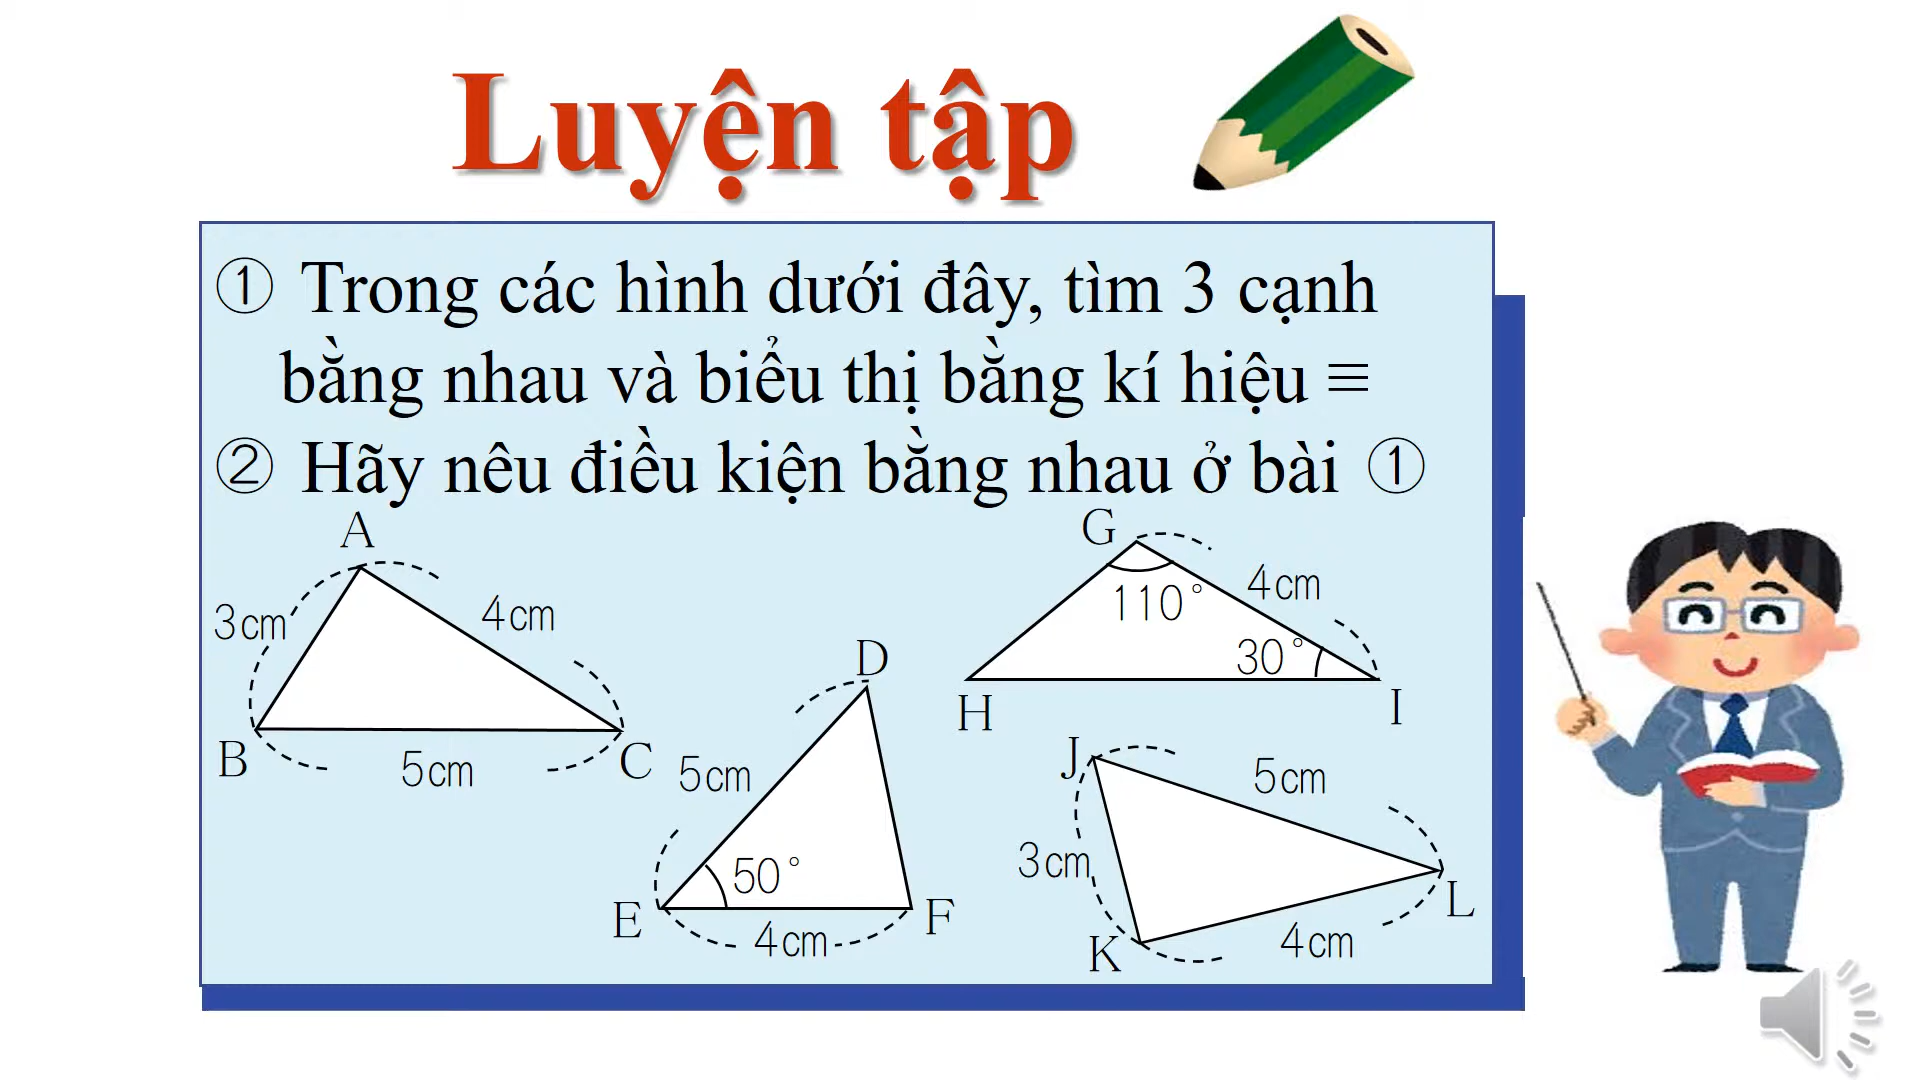 Luyện tập
① Trong các hình dưới đây, tìm 3 cạnh
bằng nhau và biểu thị bằng kí hiệu ≡
② Hãy nêu điều kiện bằng nhau ở bài ①
A
3cm
4cm
B
5cm
C
D
5cm
50°
E
4cm
F
G
110°
4cm
30°
H
I
J
5cm
3cm
K
4cm
L